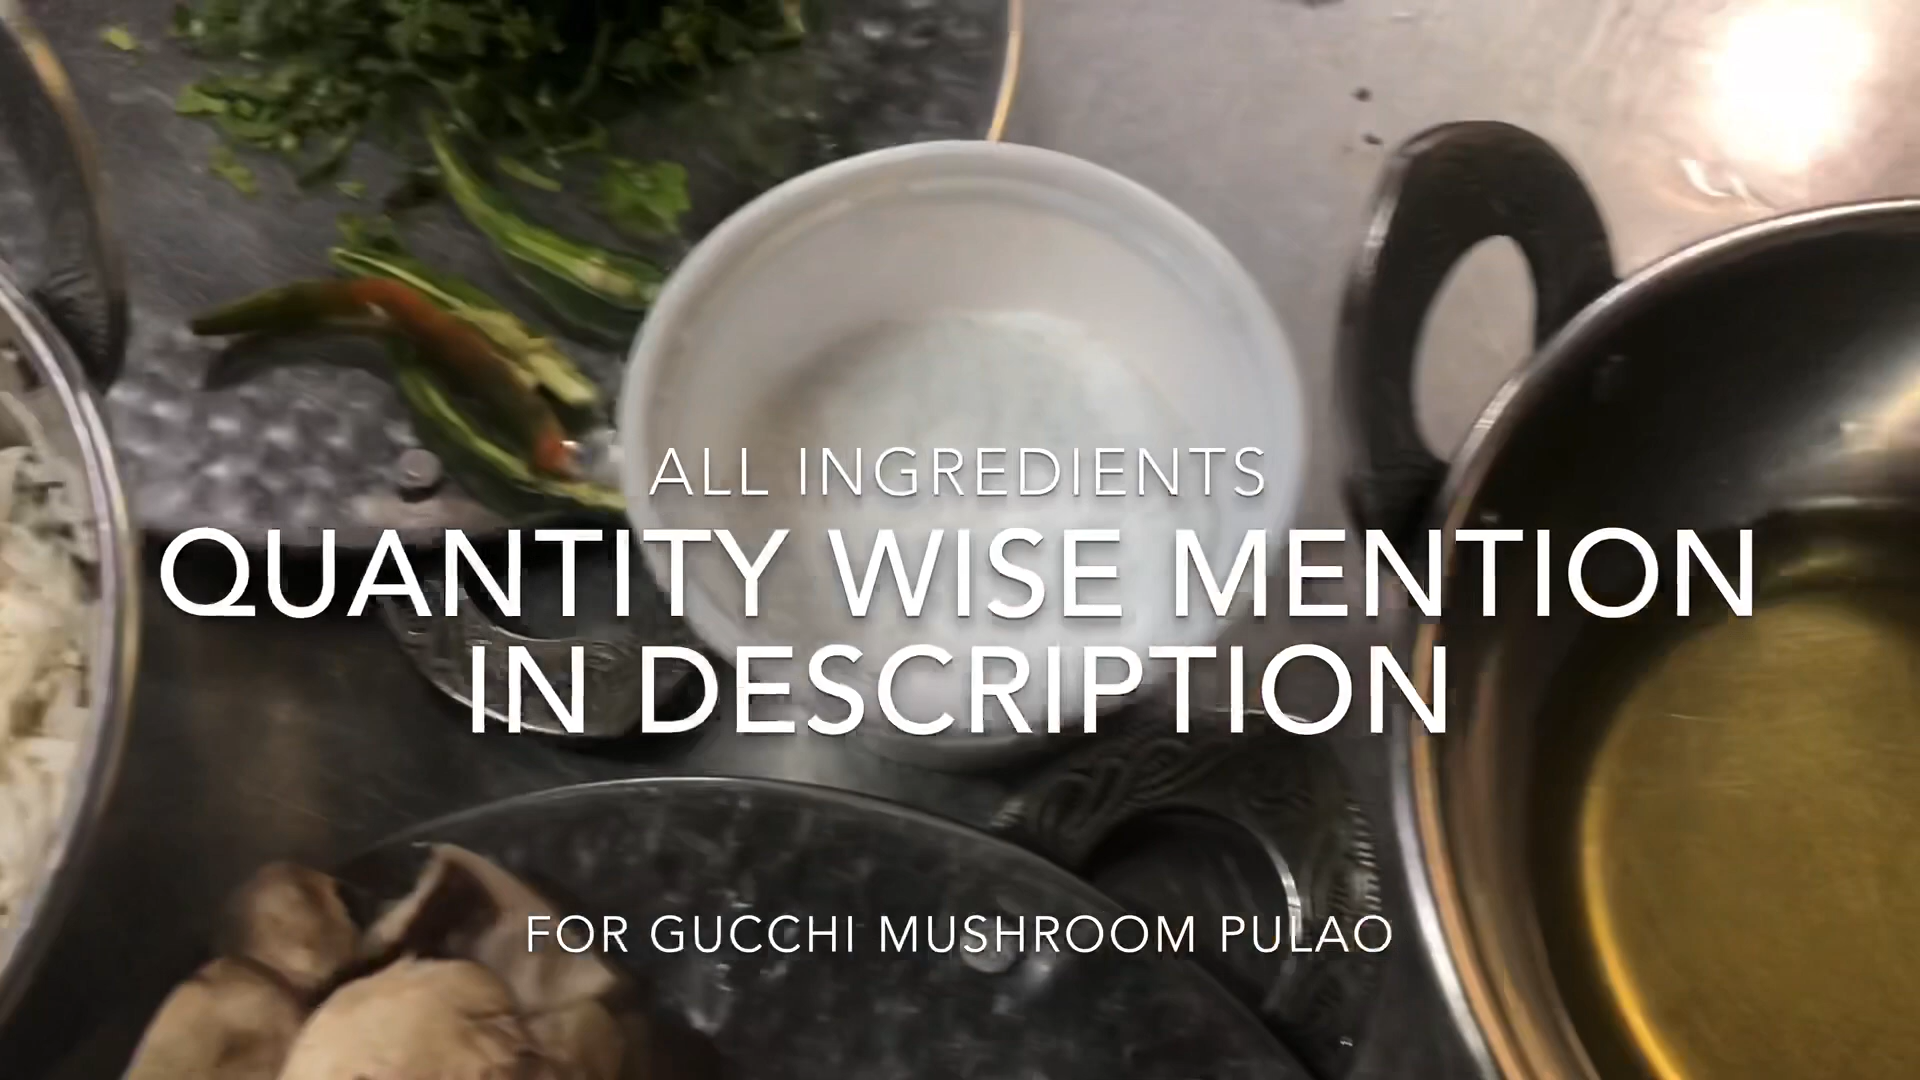 ALL INGREDIENTS
QUANTITY WISE MENTION
IN DESCRIPTION
FOR GUCCHI MUSHROOM PULAO